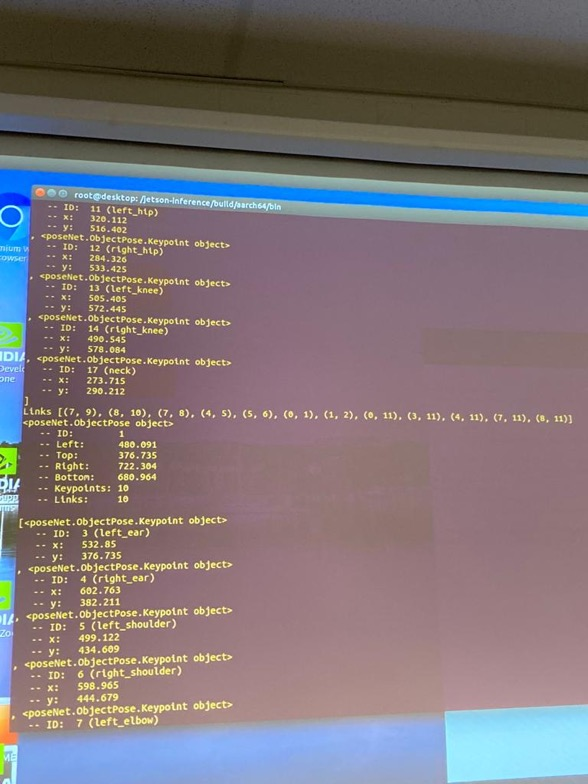 root@desktop: /jetson-inference/build/aarch64/bin
-- ID: 11 (left_hip)
-- x: 320.112
-- y: 516.402
, <poseNet.ObjectPose.Keypoint object>
-- ID: 12 (right_hip)
-- x: 284.326
-- y: 533.425
, <poseNet.ObjectPose.Keypoint object>
-- ID: 13 (left_knee)
-- x: 505.405
-- y: 572.445
, <poseNet.ObjectPose.Keypoint object>
-- ID: 14 (right_knee)
-- x: 490.545
-- y: 578.084
, <poseNet.ObjectPose.Keypoint object>
-- ID: 17 (neck)
-- x: 273.715
-- y: 290.212
]
Links [(7, 9), (8, 10), (7, 8), (4, 5), (5, 6), (0, 1), (1, 2), (0, 11), (3, 11), (4, 11), (7, 11), (8, 11)]
<poseNet.ObjectPose object>
-- ID: 1
-- Left: 480.091
-- Top: 376.735
-- Right: 722.304
-- Bottom: 680.964
-- Keypoints: 10
-- Links: 10
[<poseNet.ObjectPose.Keypoint object>
-- ID: 3 (left_ear)
-- x: 532.85
-- y: 376.735
, <poseNet.ObjectPose.Keypoint object>
-- ID: 4 (right_ear)
-- x: 602.763
-- y: 382.211
, <poseNet.ObjectPose.Keypoint object>
-- ID: 5 (left_shoulder)
-- x: 499.122
-- y: 434.609
, <poseNet.ObjectPose.Keypoint object>
-- ID: 6 (right_shoulder)
-- x: 598.965
-- y: 444.679
, <poseNet.ObjectPose.Keypoint object>
-- ID: 7 (left_elbow)